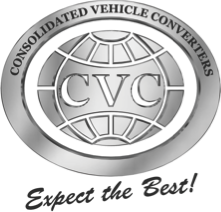 CONSOLIDATED VEHICLE CONVERTERS
CVC
Expect the Best!